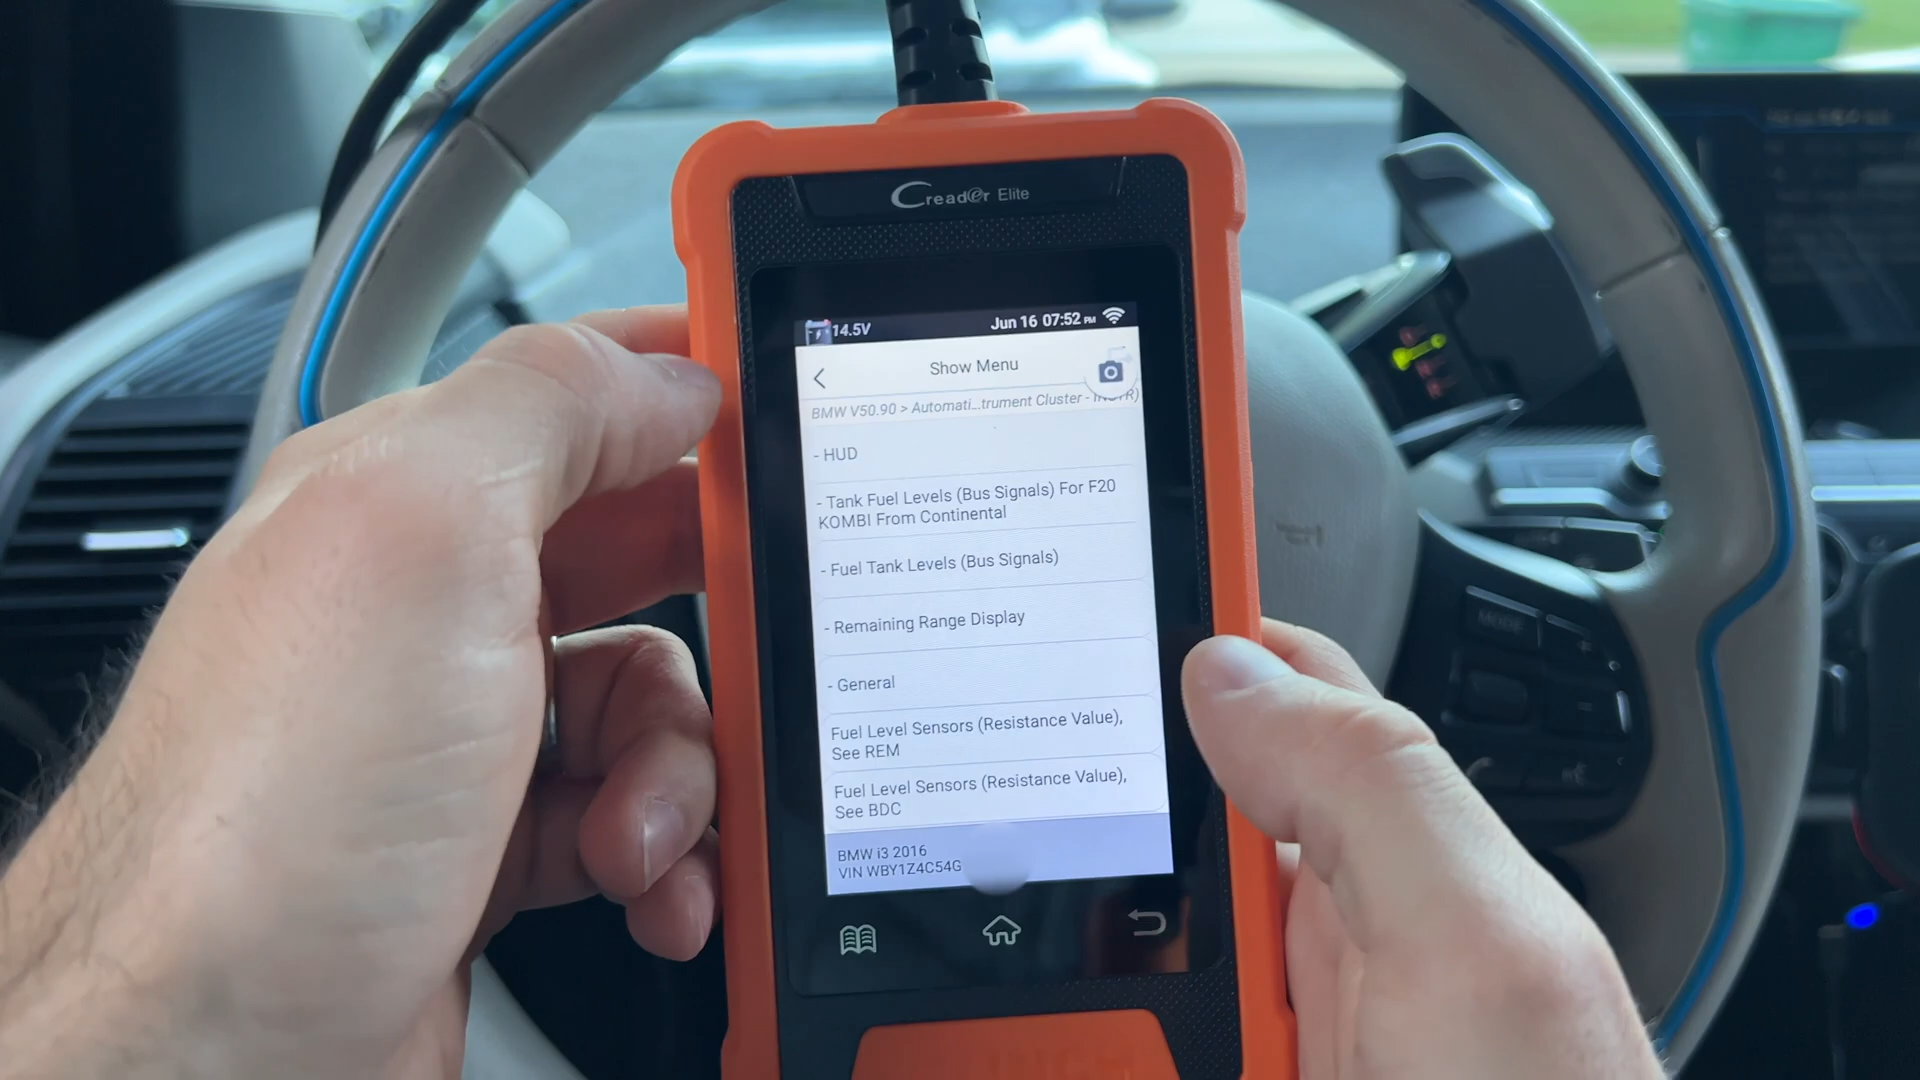 Creader Elite
14.5V
Jun 16 07:52 PM
Show Menu
BMW V50.90 > Automati...trument Cluster - INSTR)
- HUD
- Tank Fuel Levels (Bus Signals) For F20
KOMBI From Continental
- Fuel Tank Levels (Bus Signals)
- Remaining Range Display
- General
Fuel Level Sensors (Resistance Value),
See REM
Fuel Level Sensors (Resistance Value),
See BDC
BMW i3 2016
VIN WBY1Z4C54G
MODE